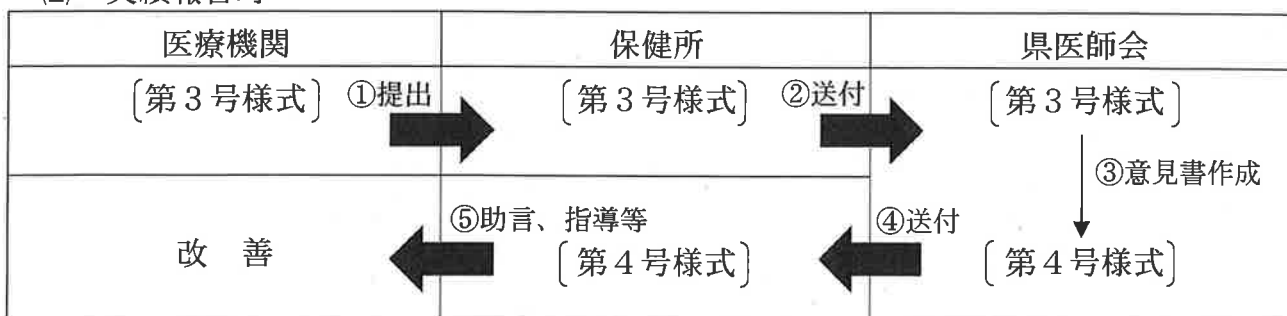 医療機関 保健所 県医師会
〔第3号様式〕 ①提出 〔第3号様式〕 ②送付 〔第3号様式〕
③意見書作成
⑤助言、指導等 ④送付
改 善 〔第4号様式〕 〔第4号様式〕